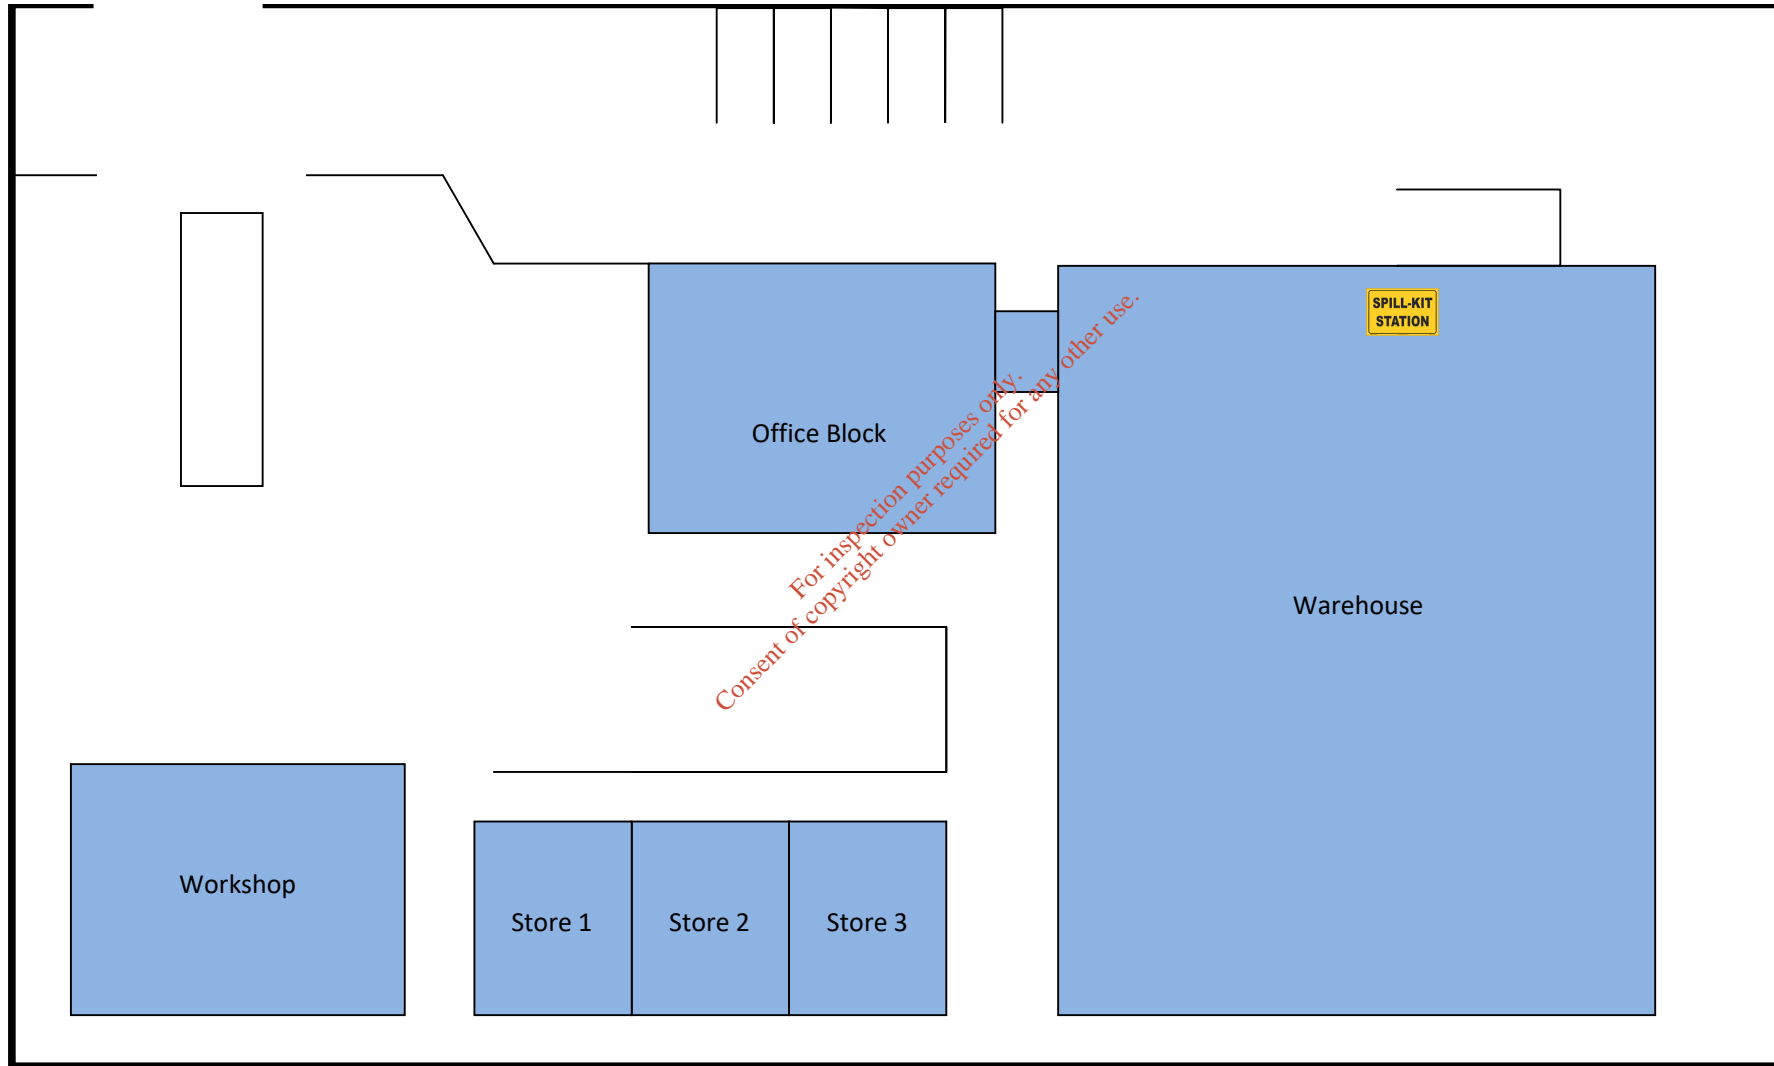 SPILL-KIT
STATION
Office Block
For inspection purposes only.
Consent of copyright owner required for any other use.
Warehouse
Workshop
Store 1
Store 2
Store 3